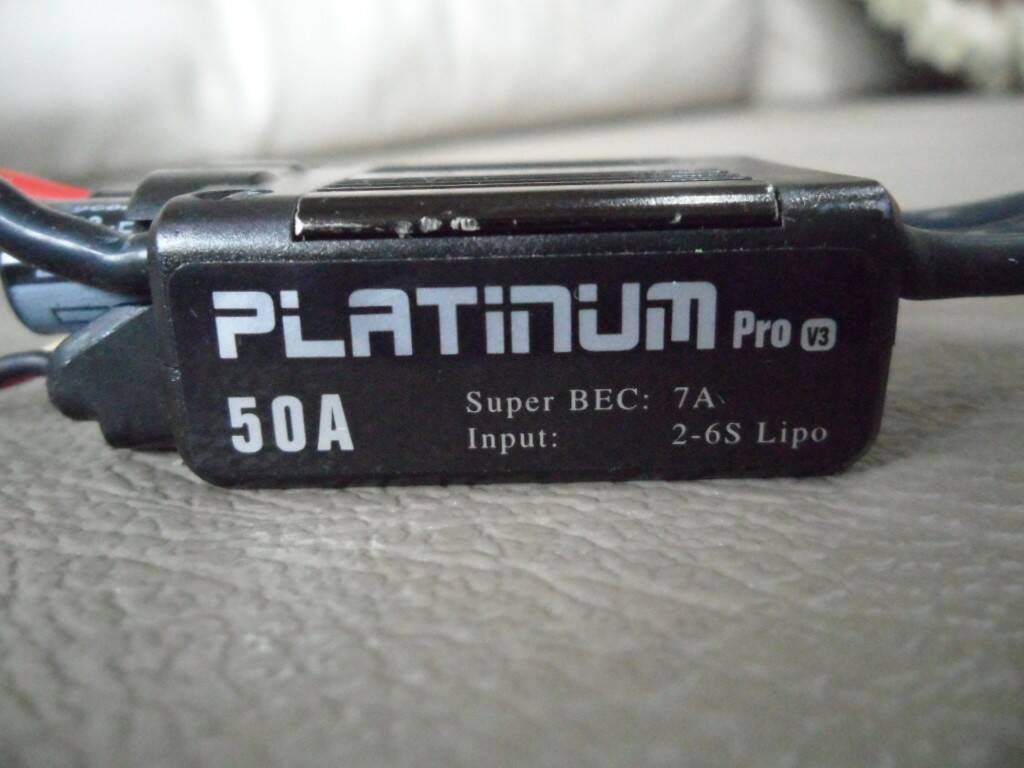 PLATiNUM Pro V3
50A
Super BEC: 7A
Input: 2-6S Lipo